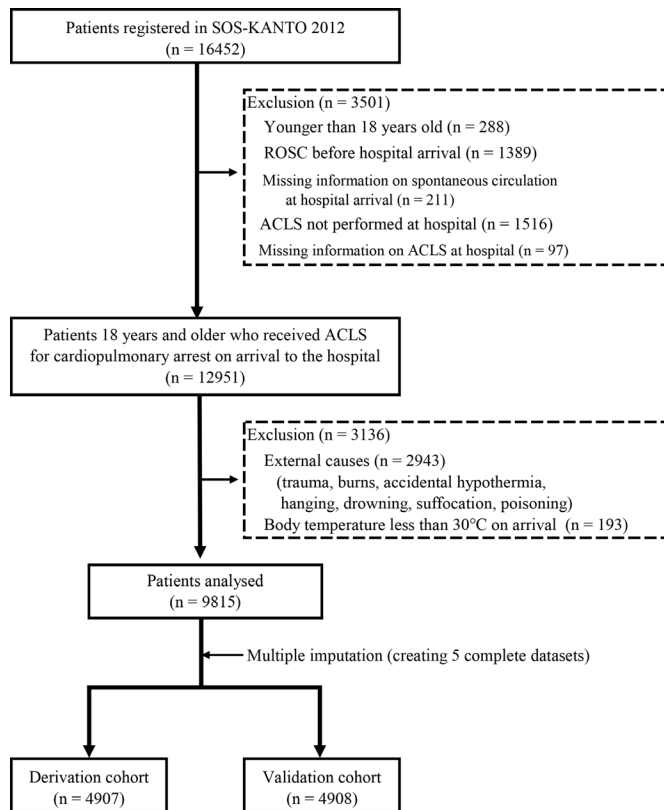 Patients registered in SOS-KANTO 2012
(n = 16452)
Exclusion (n = 3501)
Younger than 18 years old (n = 288)
ROSC before hospital arrival (n = 1389)
Missing information on spontaneous circulation
at hospital arrival (n = 211)
ACLS not performed at hospital (n = 1516)
Missing information on ACLS at hospital (n = 97)
Patients 18 years and older who received ACLS
for cardiopulmonary arrest on arrival to the hospital
(n = 12951)
Exclusion (n = 3136)
External causes (n = 2943)
(trauma, burns, accidental hypothermia,
hanging, drowning, suffocation, poisoning)
Body temperature less than 30°C on arrival (n = 193)
Patients analysed
(n = 9815)
Multiple imputation (creating 5 complete datasets)
Derivation cohort
(n = 4907)
Validation cohort
(n = 4908)